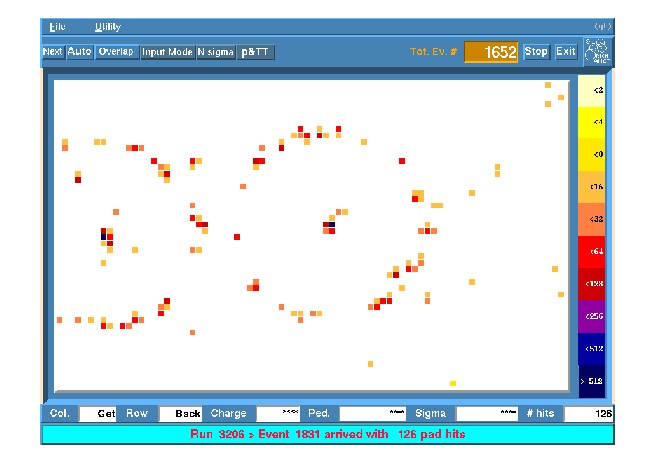 File Utility
Next Auto Overlap Input Mode N sigma p&TT Tot. Ev. # 1652 Stop Exit
<2
<4
<8
<16
<32
<64
<128
<256
<512
> 512
Col. Get Row Back Charge **** Ped. **** Sigma **** # hits 126
Run 3206 > Event 1831 arrived with 126 pad hits